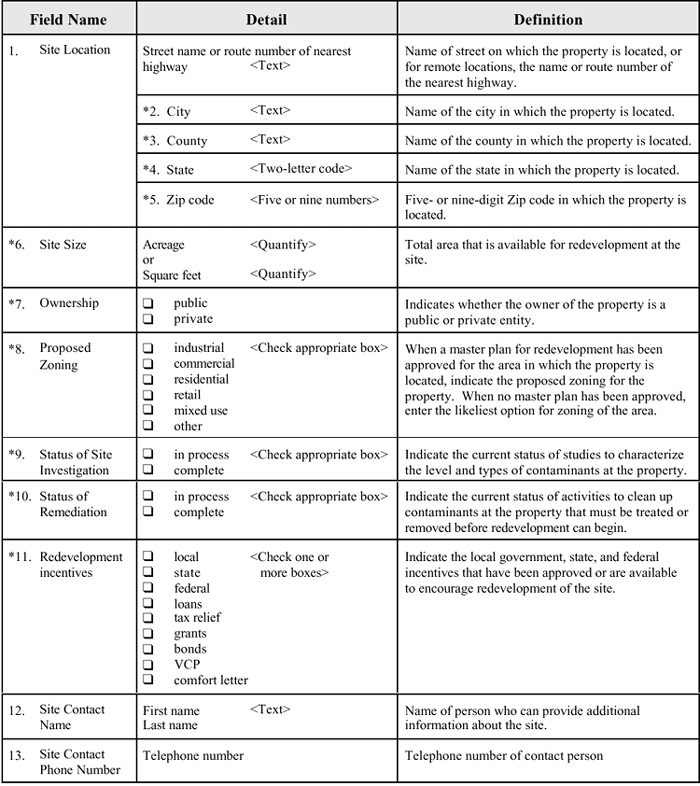 Field Name
Detail
Definition
1. Site Location
Street name or route number of nearest
highway <Text>
Name of street on which the property is located, or
for remote locations, the name or route number of
the nearest highway.
*2. City <Text>
Name of the city in which the property is located.
*3. County <Text>
Name of the county in which the property is located.
*4. State <Two-letter code>
Name of the state in which the property is located.
*5. Zip code <Five or nine numbers>
Five- or nine-digit Zip code in which the property is
located.
*6. Site Size
Acreage <Quantify>
or
Square feet <Quantify>
Total area that is available for redevelopment at the
site.
*7. Ownership
❑ public
❑ private
Indicates whether the owner of the property is a
public or private entity.
*8. Proposed
Zoning
❑ industrial <Check appropriate box>
❑ commercial
❑ residential
❑ retail
❑ mixed use
❑ other
When a master plan for redevelopment has been
approved for the area in which the property is
located, indicate the proposed zoning for the
property. When no master plan has been approved,
enter the likeliest option for zoning of the area.
*9. Status of Site
Investigation
❑ in process <Check appropriate box>
❑ complete
Indicate the current status of studies to characterize
the level and types of contaminants at the property.
*10. Status of
Remediation
❑ in process <Check appropriate box>
❑ complete
Indicate the current status of activities to clean up
contaminants at the property that must be treated or
removed before redevelopment can begin.
*11. Redevelopment
incentives
❑ local <Check one or
❑ state more boxes>
❑ federal
❑ loans
❑ tax relief
❑ grants
❑ bonds
❑ VCP
❑ comfort letter
Indicate the local government, state, and federal
incentives that have been approved or are available
to encourage redevelopment of the site.
12. Site Contact
Name
First name <Text>
Last name
Name of person who can provide additional
information about the site.
13. Site Contact
Phone Number
Telephone number
Telephone number of contact person